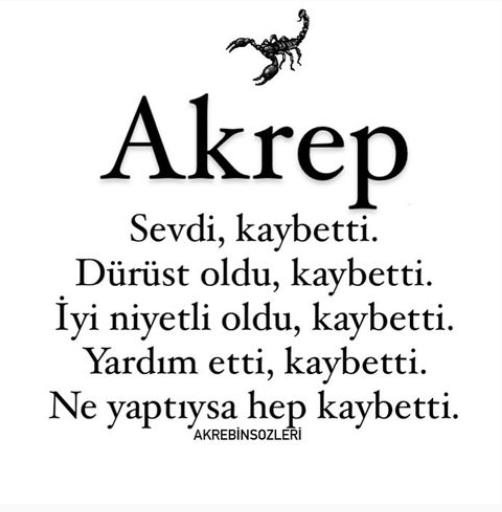 Akrep
Sevdi, kaybetti.
Dürüst oldu, kaybetti.
İyi niyetli oldu, kaybetti.
Yardım etti, kaybetti.
Ne yaptıysa hep kaybetti.
AKREBİNSOZLERİ